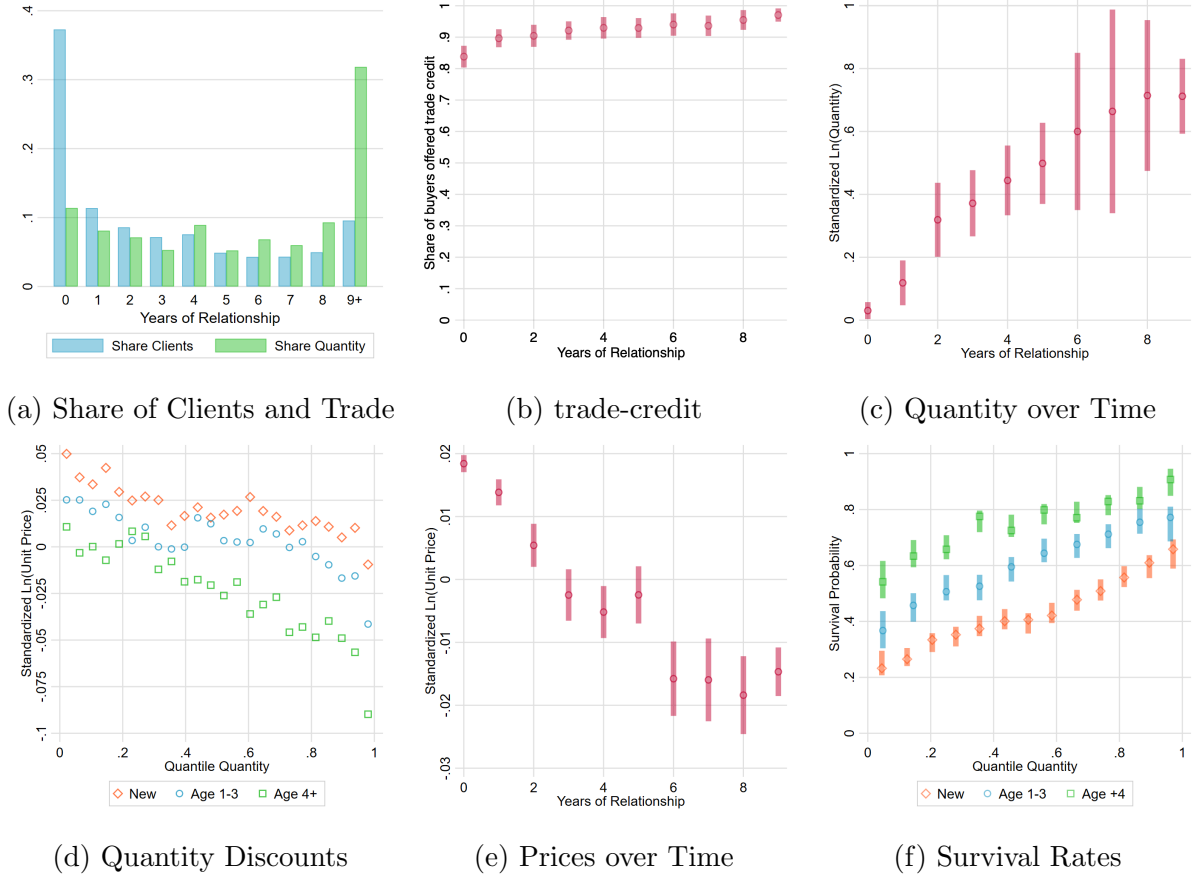 .4
.3
.2
.1
0
0 1 2 3 4 5 6 7 8 9+
Years of Relationship
Share Clients Share Quantity
(a) Share of Clients and Trade
Share of buyers offered trade credit
1
.9
.8
.7
.6
.5
.4
.3
.2
.1
0
0 2 4 6 8
Years of Relationship
(b) trade-credit
Standardized Ln(Quantity)
1
.8
.6
.4
.2
0
0 2 4 6 8
Years of Relationship
(c) Quantity over Time
Standardized Ln(Unit Price)
.05
.025
0
-.025
-.05
-.075
-.1
0 .2 .4 .6 .8 1
Quantile Quantity
New Age 1-3 Age 4+
(d) Quantity Discounts
Standardized Ln(Unit Price)
.02
.01
0
-.01
-.02
-.03
0 2 4 6 8
Years of Relationship
(e) Prices over Time
Survival Probability
1
.8
.6
.4
.2
0
0 .2 .4 .6 .8 1
Quantile Quantity
New Age 1-3 Age +4
(f) Survival Rates